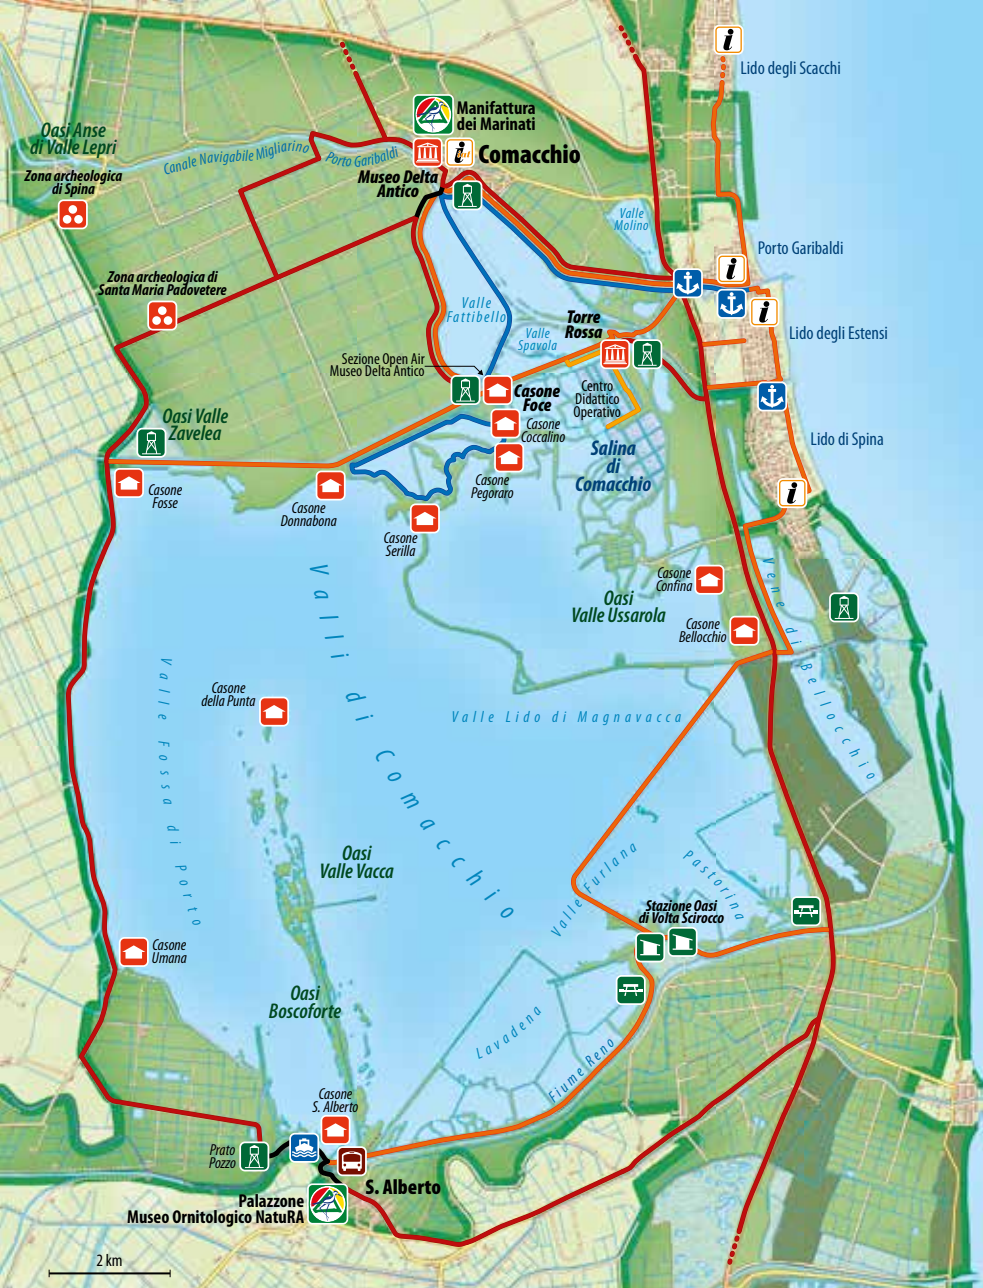 Lido degli Scacchi
Manifattura
dei Marinati
Oasi Anse
di Valle Lepri
Canale Navigabile Migliarino
Porto Garibaldi
Comacchio
Zona archeologica
di Spina
Museo Delta
Antico
Valle
Molino
Porto Garibaldi
Zona archeologica di
Santa Maria Padovetere
Valle
Fattibello
Torre
Rossa
Valle
Spavola
Lido degli Estensi
Sezione Open Air
Museo Delta Antico
Casone
Foce
Centro
Didattico
Operativo
Oasi Valle
Zavelea
Casone
Coccalino
Lido di Spina
Salina
di
Comacchio
Casone
Fosse
Casone
Donnabona
Casone
Pegoraro
Casone
Serilla
Valli di Comacchio
Casone
Confina
Oasi
Valle Ussarola
Casone
Bellocchio
Vene di Bellocchio
Valle Fossa di Porto
Casone
della Punta
Valle Lido di Magnavacca
Oasi
Valle Vacca
Valle Furlana
Pastorina
Stazione Oasi
di Volta Scirocco
Casone
Umana
Oasi
Boscoforte
Lavadena
Fiume Reno
Casone
S. Alberto
Prato
Pozzo
S. Alberto
Palazzone
Museo Ornitologico NatuRA
2 km